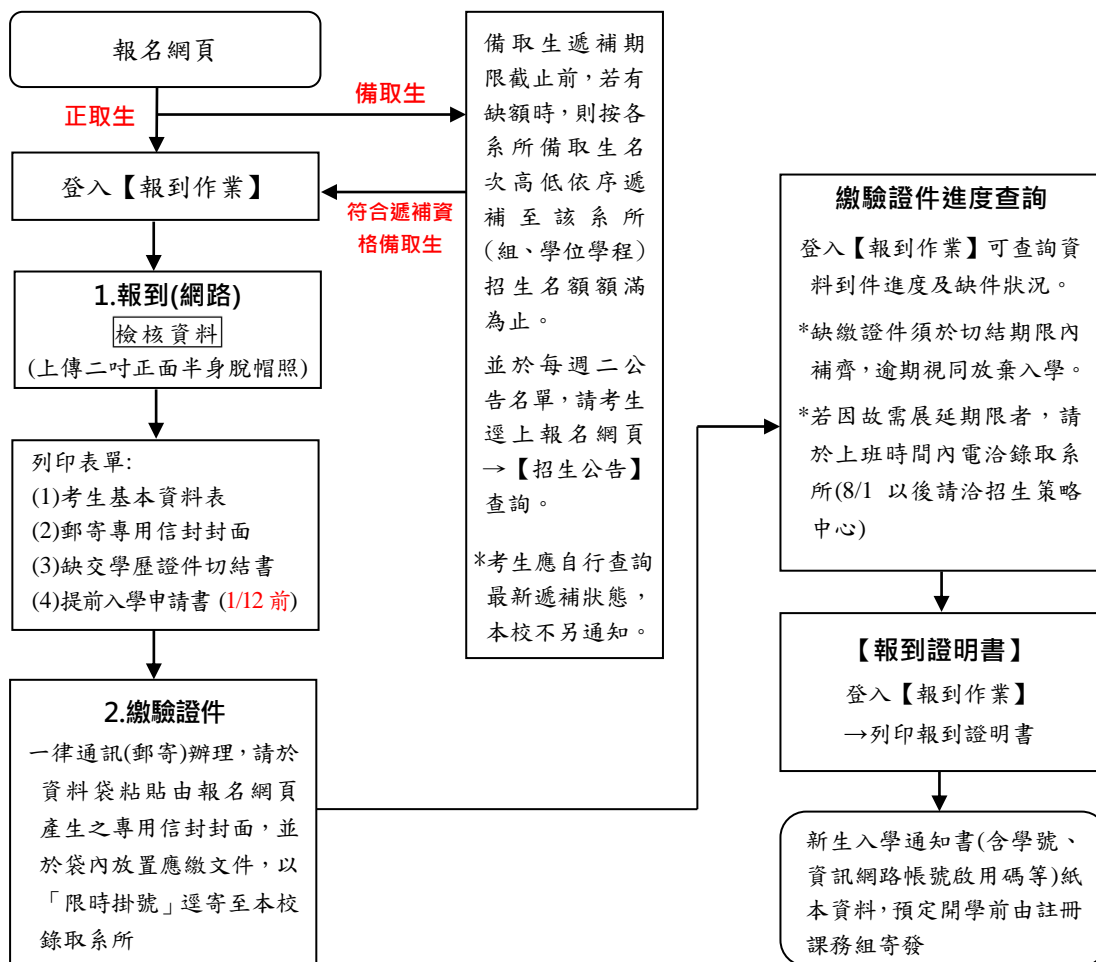 報名網頁
正取生
備取生
備取生遞補期
限截止前，若有
缺額時，則按各
系所備取生名
次高低依序遞
補至該系所
(組、學位學程)
招生名額額滿
為止。
並於每週二公
告名單，請考生
逕上報名網頁
→【招生公告】
查詢。
*考生應自行查詢
最新遞補狀態，
本校不另通知。
符合遞補資
格備取生
登入【報到作業】
1.報到(網路)
檢核資料
(上傳二吋正面半身脫帽照)
列印表單:
(1)考生基本資料表
(2)郵寄專用信封封面
(3)缺交學歷證件切結書
(4)提前入學申請書 (1/12 前)
2.繳驗證件
一律通訊(郵寄)辦理，請於
資料袋粘貼由報名網頁
產生之專用信封封面，並
於袋內放置應繳文件，以
「限時掛號」逕寄至本校
錄取系所
繳驗證件進度查詢
登入【報到作業】可查詢資
料到件進度及缺件狀況。
*缺繳證件須於切結期限內
補齊，逾期視同放棄入學。
*若因故需展延期限者，請
於上班時間內電洽錄取系
所(8/1 以後請洽招生策略
中心)
【報到證明書】
登入【報到作業】
→列印報到證明書
新生入學通知書(含學號、
資訊網路帳號啟用碼等)紙
本資料，預定開學前由註冊
課務組寄發